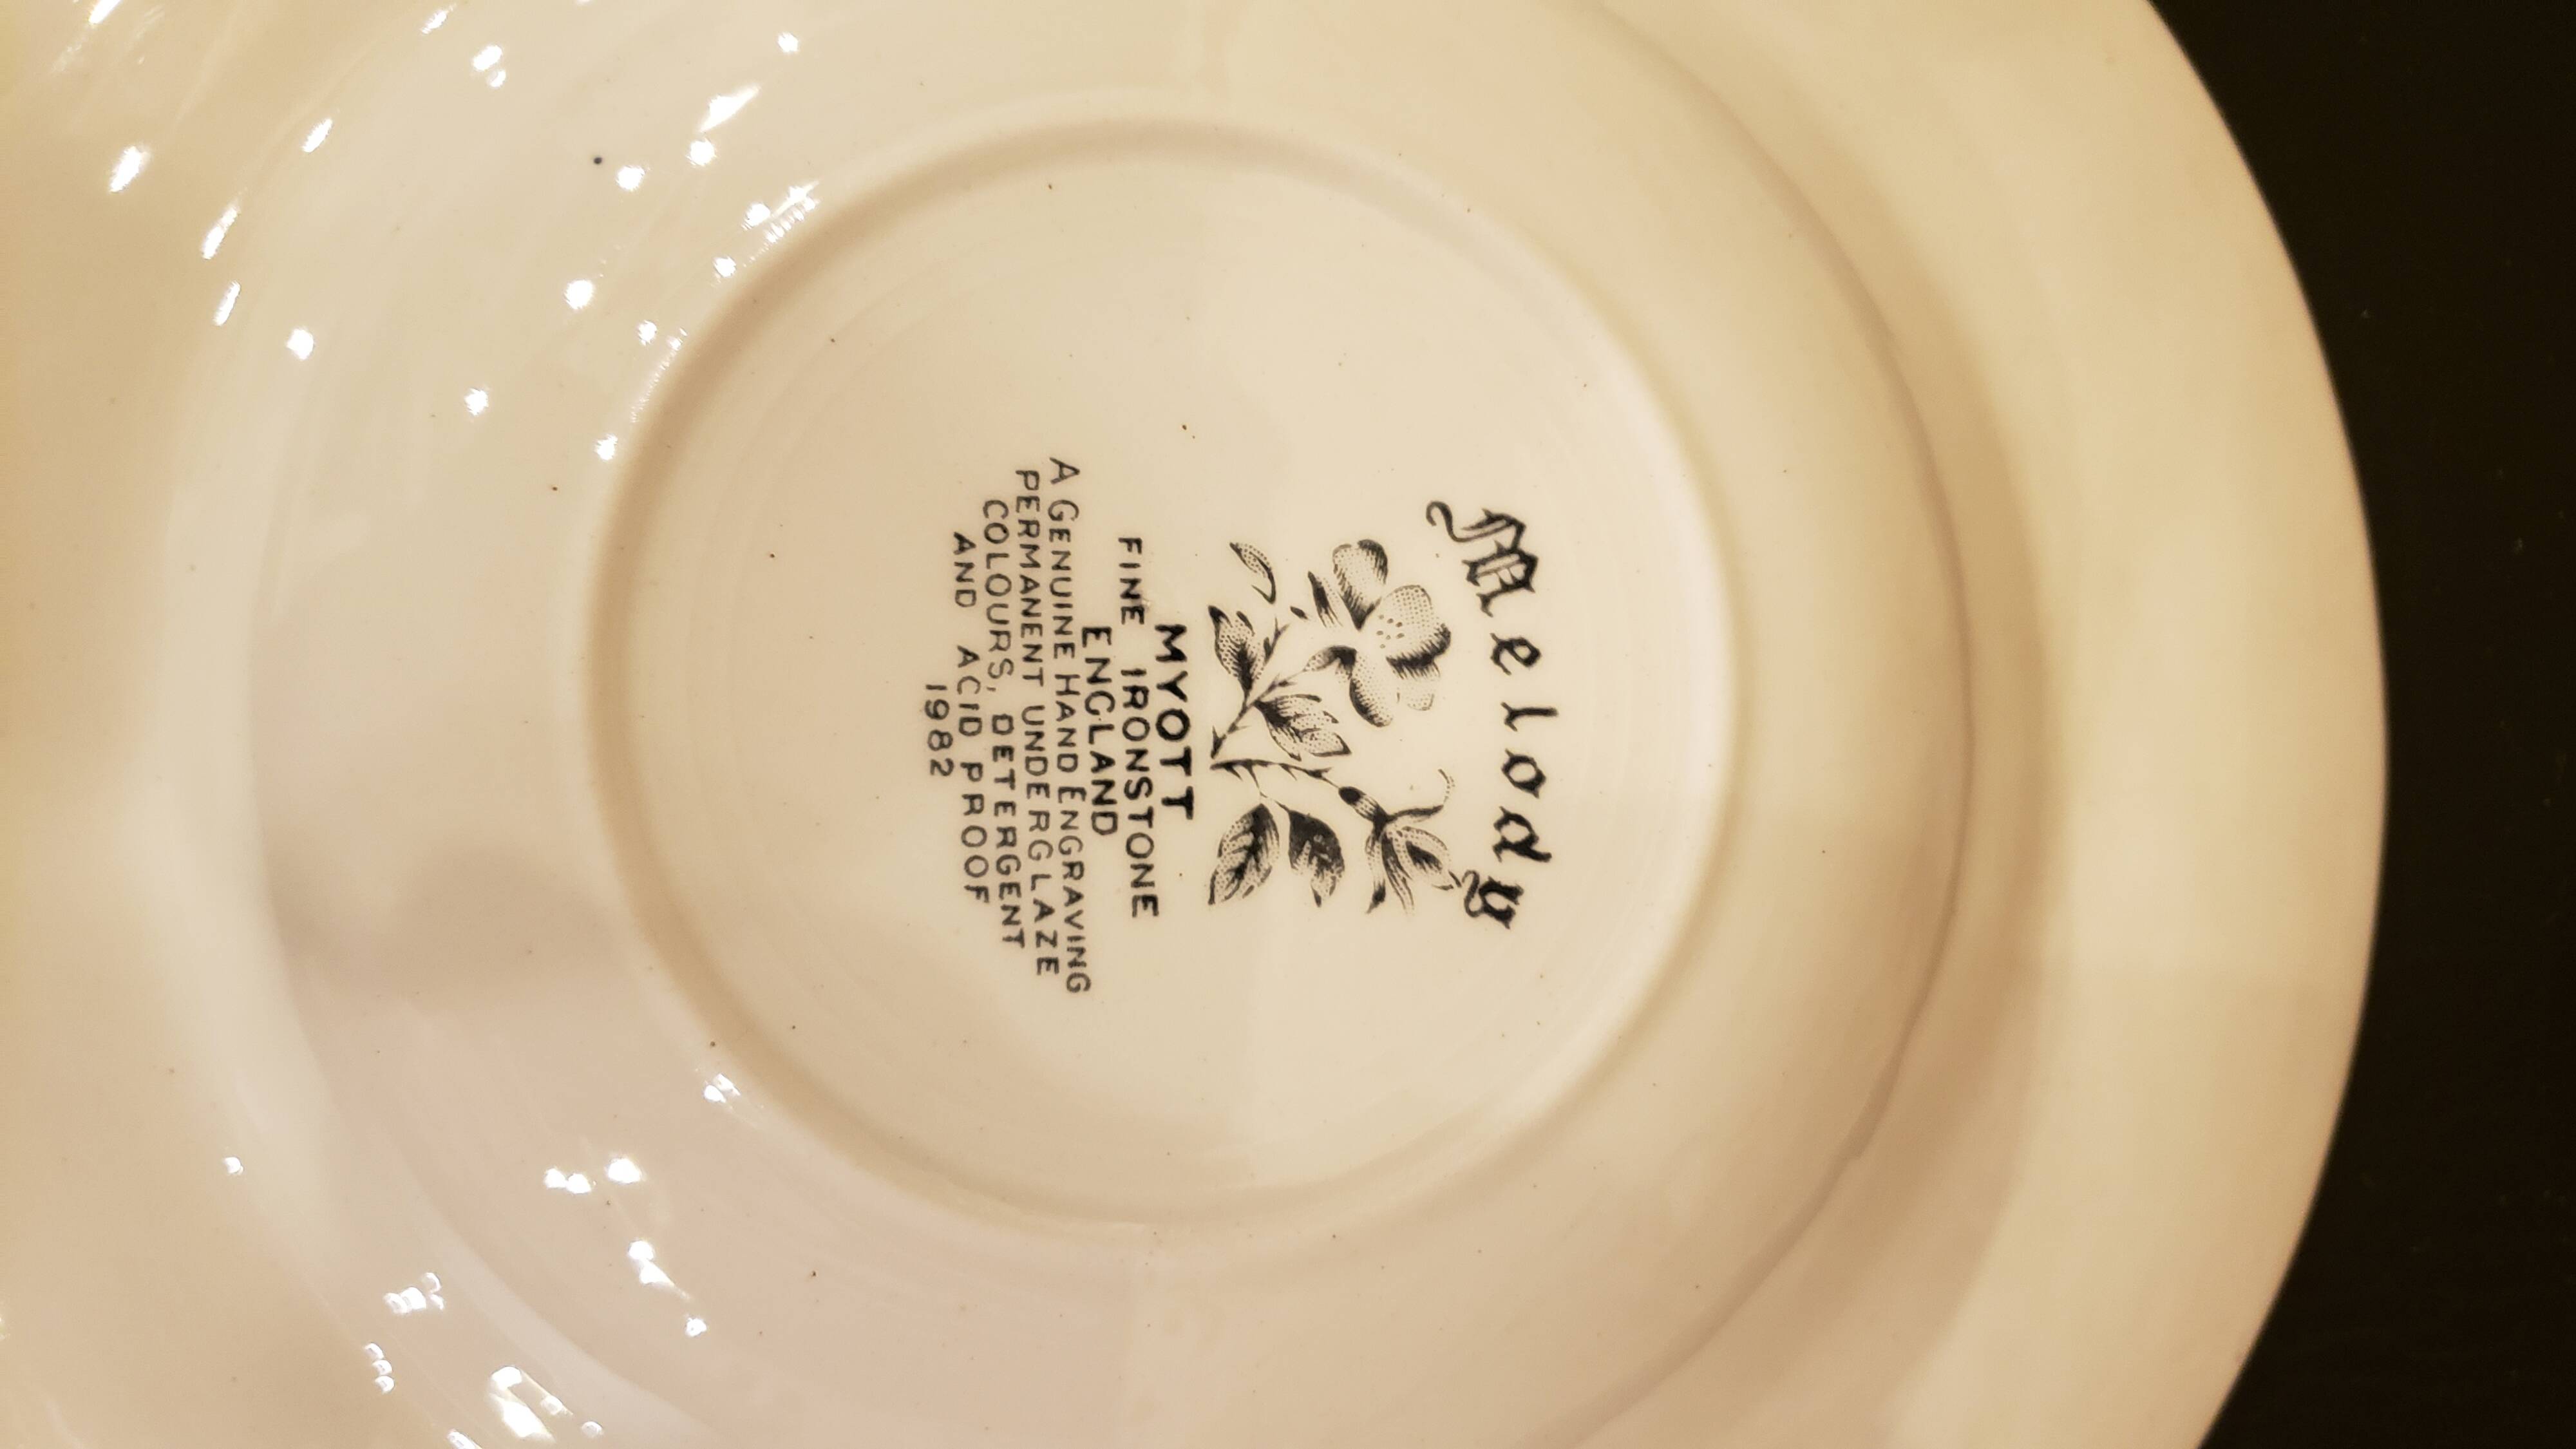 Melody
MYOTT
FINE IRONSTONE
ENGLAND
A GENUINE HAND ENGRAVING
PERMANENT UNDERGLAZE
COLOURS, DETERGENT
AND ACID PROOF
1982